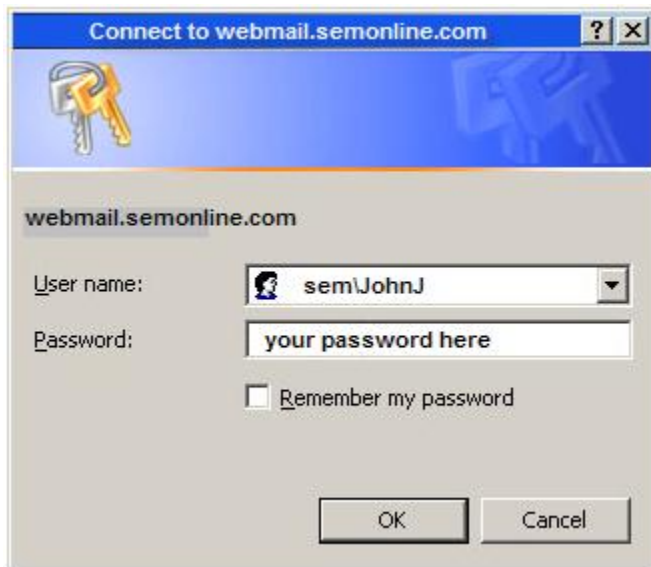 Connect to webmail.semonline.com ? X
webmail.semonline.com
User name: sem\JohnJ
Password: your password here
Remember my password
OK Cancel